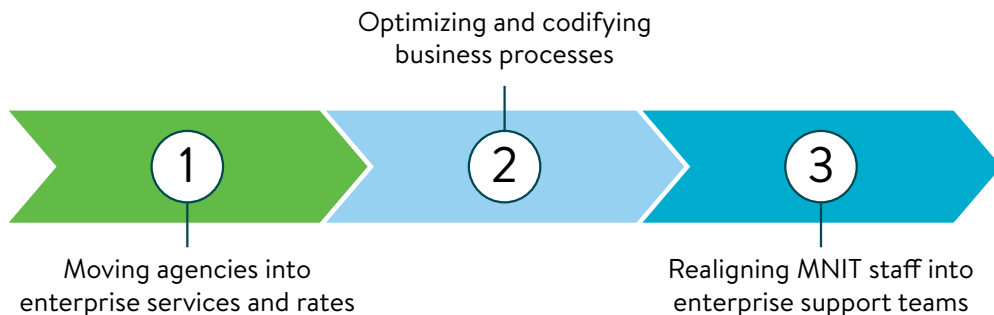 Optimizing and codifying
business processes
1
2
3
Moving agencies into
enterprise services and rates
Realigning MNIT staff into
enterprise support teams